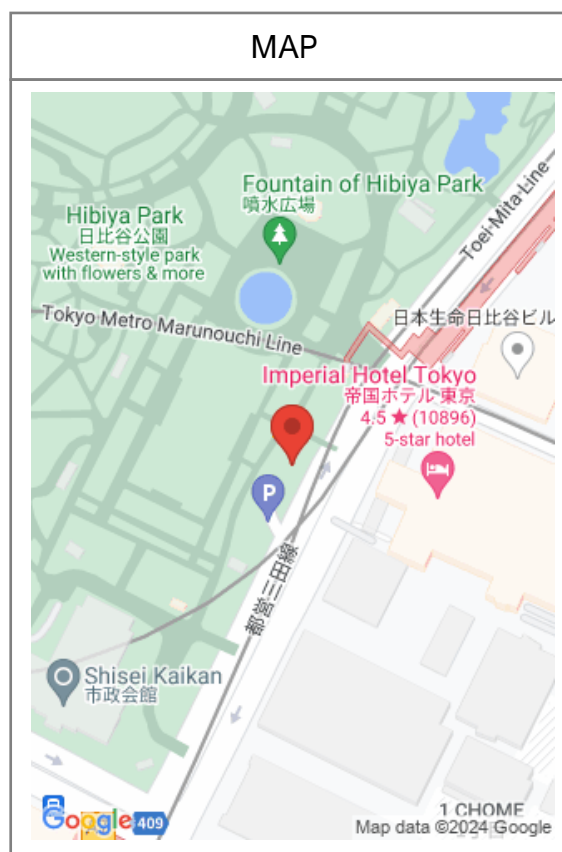 MAP
Fountain of Hibiya Park
噴水広場
Hibiya Park
日比谷公園
Western-style park
with flowers & more
Toei-Mita-Line
Tokyo Metro Marunouchi Line
日本生命日比谷ビル
Imperial Hotel Tokyo
帝国ホテル 東京
4.5 ★ (10896)
5-star hotel
P
都営三田線
Shisei Kaikan
市政会館
1 CHOME
Google
409
Map data ©2024 Google